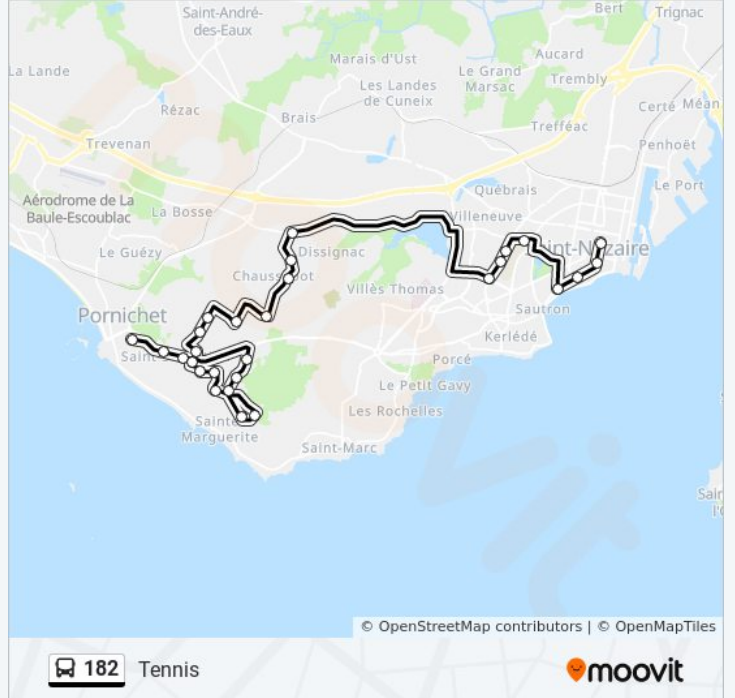 Saint-André-
des-Eaux
Bert
Trignac
La Lande
Marais d'Ust
Aucard
Le Grand
Marsac
Trembly
Les Landes
de Cuneix
Rézac
Brais
Certé
Méan
Trefféac
Trevenan
Penhoët
Le Port
Québrais
Aérodrome de La
Baule-Escoublac
La Bosse
Villeneuve
Le Guézy
Dissignac
Villès Thomas
Pornichet
Sautron
Kerlédé
Porcé
Le Petit Gavy
Les Rochelles
Sainte
Marguerite
Saint-Marc
© OpenStreetMap contributors | © OpenMapTiles
182 Tennis
moovit